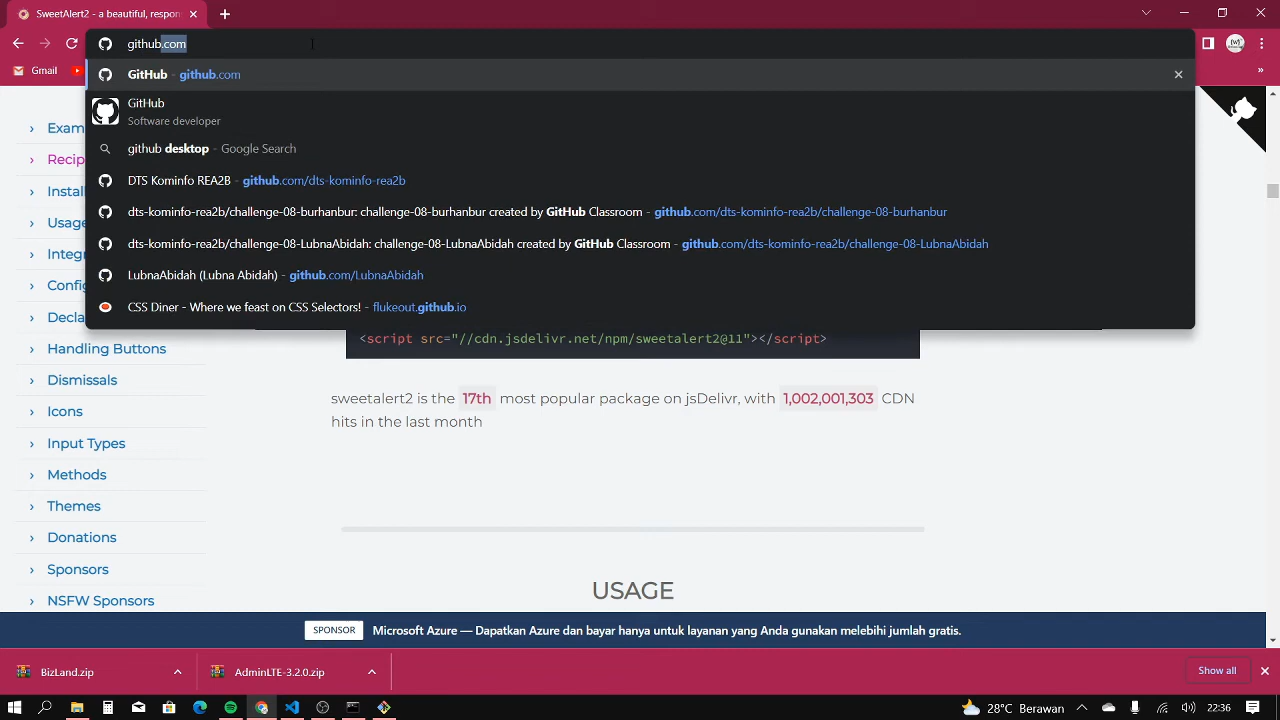 SweetAlert2 - a beautiful, respon
github.com
Gmail
»
GitHub - github.com
GitHub
Software developer
github desktop - Google Search
DTS Kominfo REA2B - github.com/dts-kominfo-rea2b
dts-kominfo-rea2b/challenge-08-burhanbur: challenge-08-burhanbur created by GitHub Classroom - github.com/dts-kominfo-rea2b/challenge-08-burhanbur
dts-kominfo-rea2b/challenge-08-LubnaAbidah: challenge-08-LubnaAbidah created by GitHub Classroom - github.com/dts-kominfo-rea2b/challenge-08-LubnaAbidah
LubnaAbidah (Lubna Abidah) - github.com/LubnaAbidah
CSS Diner - Where we feast on CSS Selectors! - flukeout.github.io
› Exam
› Recip
› Instal
› Usage
› Integr
› Config
› Decla
› Handling Buttons
› Dismissals
› Icons
› Input Types
› Methods
› Themes
› Donations
› Sponsors
› NSFW Sponsors
<script src="//cdn.jsdelivr.net/npm/sweetalert2@11"></script>
sweetalert2 is the 17th most popular package on jsDelivr, with 1,002,001,303 CDN
hits in the last month
USAGE
SPONSOR Microsoft Azure — Dapatkan Azure dan bayar hanya untuk layanan yang Anda gunakan melebihi jumlah gratis.
BizLand.zip
AdminLTE-3.2.0.zip
Show all
28°C Berawan
22:36